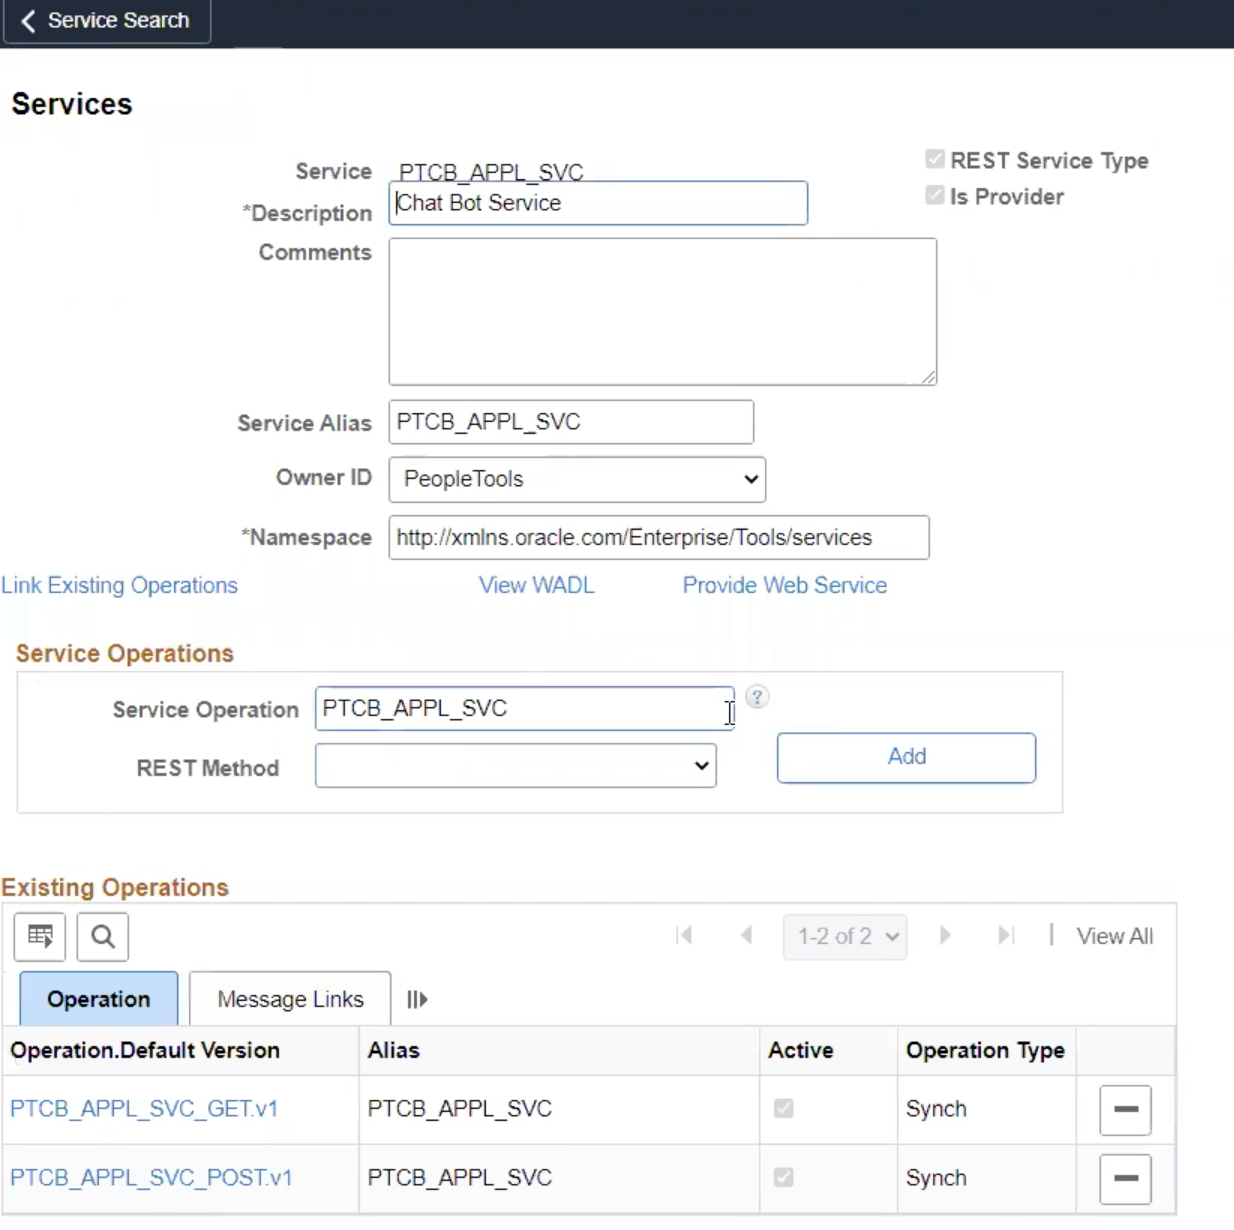 Service Search
Services
Service PTCB_APPL_SVC
REST Service Type
*Description Chat Bot Service
Is Provider
Comments
Service Alias PTCB_APPL_SVC
Owner ID PeopleTools
*Namespace http://xmlns.oracle.com/Enterprise/Tools/services
Link Existing Operations View WADL Provide Web Service
Service Operations
Service Operation PTCB_APPL_SVC ?
REST Method Add
Existing Operations
1-2 of 2 | View All
Operation Message Links
Operation.Default Version Alias Active Operation Type
PTCB_APPL_SVC_GET.v1 PTCB_APPL_SVC Synch
PTCB_APPL_SVC_POST.v1 PTCB_APPL_SVC Synch